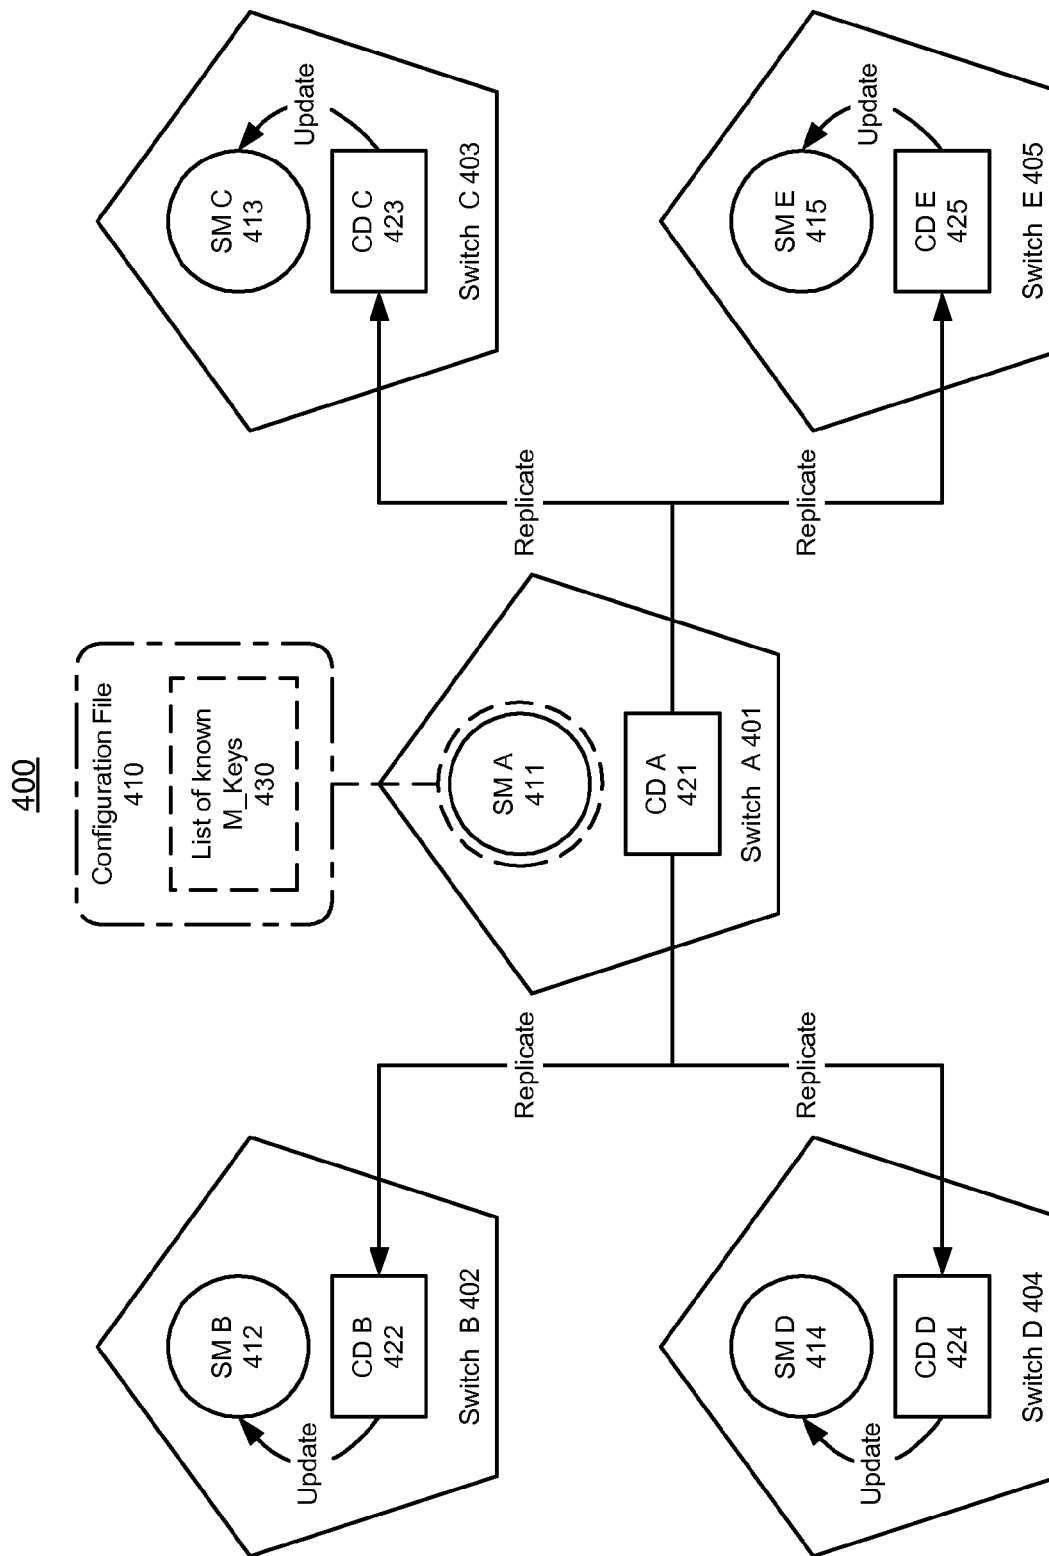 400
Configuration File
410
List of known
M_Keys
430
SM B
412
Update
CD B
422
Switch B 402
SM C
413
Update
CD C
423
Switch C 403
SM A
411
CD A
421
Switch A 401
Replicate
Replicate
Replicate
Replicate
SM D
414
Update
CD D
424
Switch D 404
SM E
415
Update
CD E
425
Switch E 405